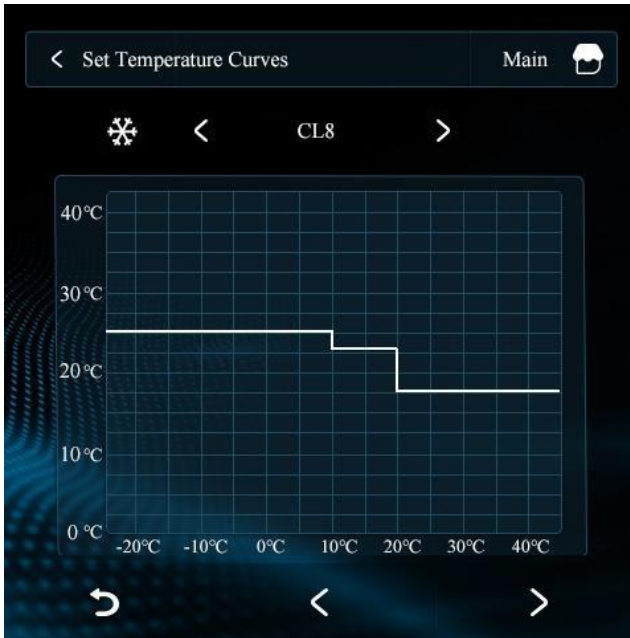 Set Temperature Curves Main
CL8
40℃
30℃
20℃
10℃
0 ℃
-20℃ -10℃ 0℃ 10℃ 20℃ 30℃ 40℃